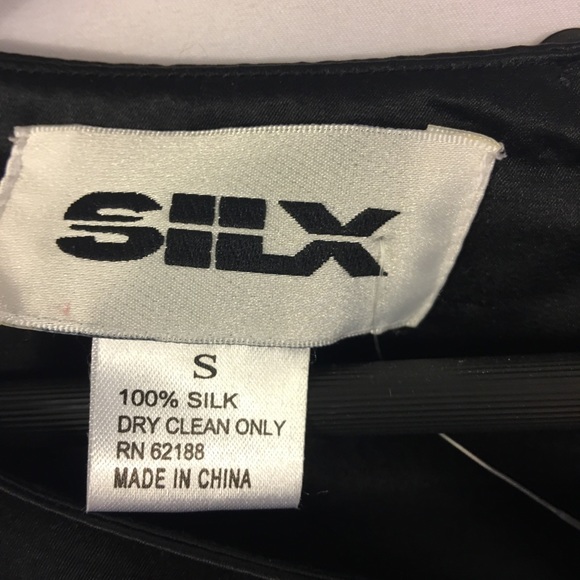 SILX
S
100% SILK
DRY CLEAN ONLY
RN 62188
MADE IN CHINA